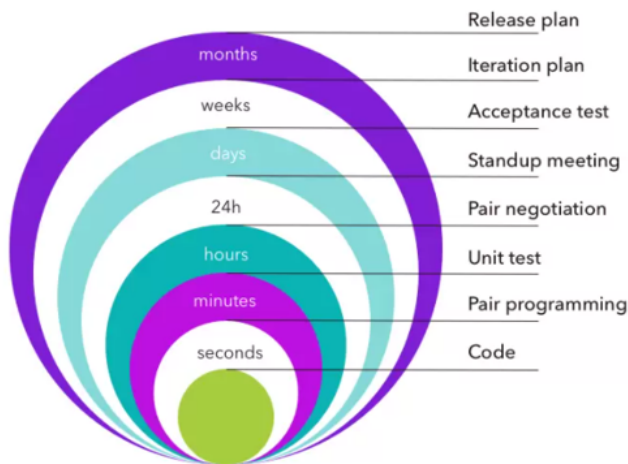 Release plan
months
Iteration plan
weeks
Acceptance test
days
Standup meeting
24h
Pair negotiation
hours
Unit test
minutes
Pair programming
seconds
Code